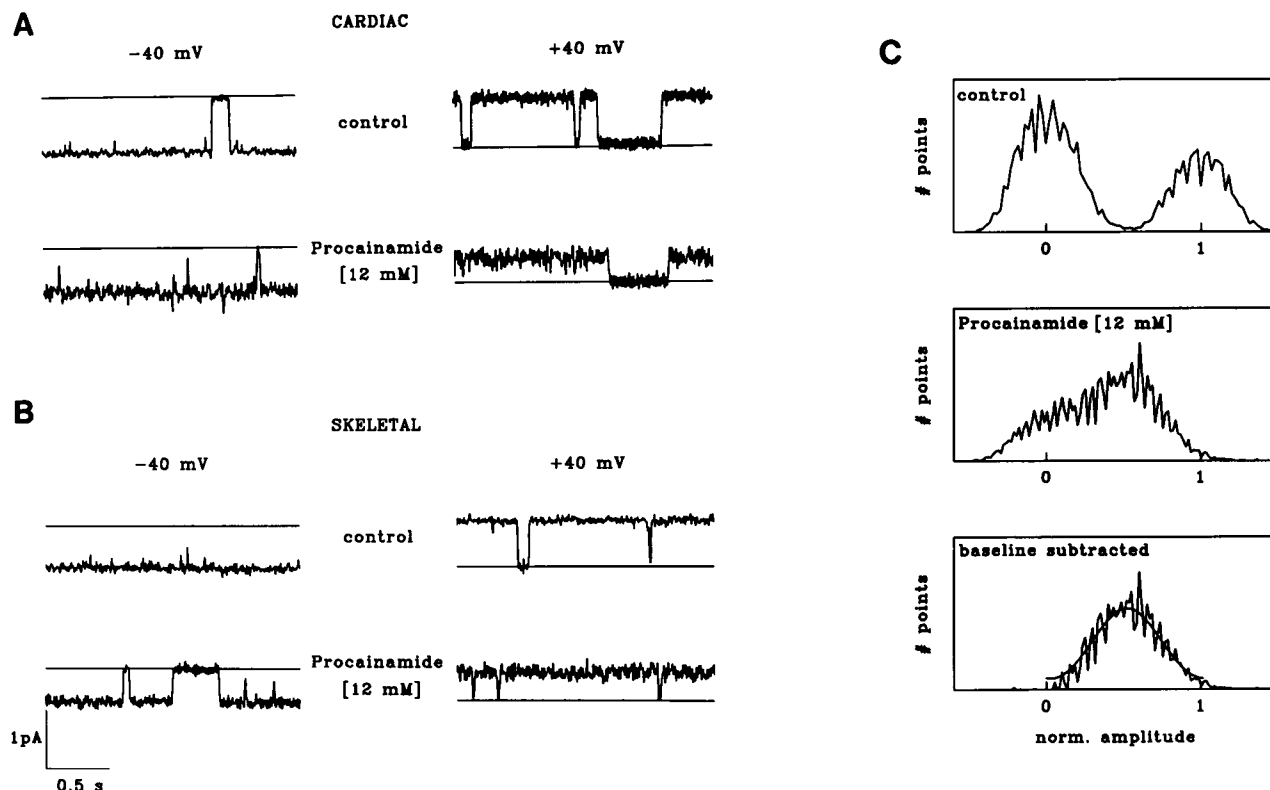 A
CARDIAC
−40 mV
+40 mV
control
Procainamide
[12 mM]
B
SKELETAL
−40 mV
+40 mV
control
Procainamide
[12 mM]
1pA
0.5 s
C
control
# points
0 1
Procainamide [12 mM]
# points
0 1
baseline subtracted
# points
0 1
norm. amplitude